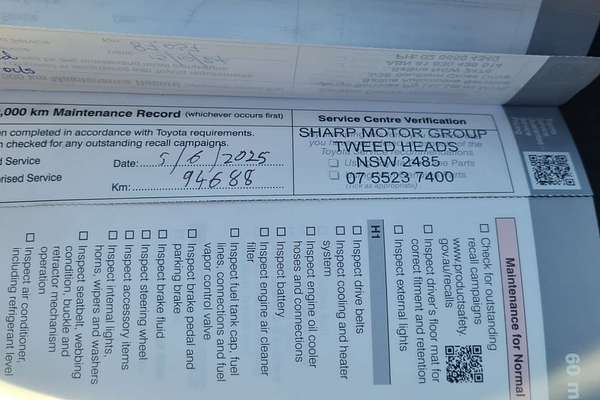 ,000 km Maintenance Record (whichever occurs first)
en completed in accordance with Toyota requirements.
n checked for any outstanding recall campaigns.
d Service
Date: 5/6/2025
rised Service
Km: 94688
Service Centre Verification
SHARP MOTOR GROUP
TWEED HEADS
NSW 2485
07 5523 7400
(Tick as appropriate)
Maintenance for Normal
60 m
Check for outstanding
recall campaigns
www.productsafety.
gov.au/recalls
Inspect driver's floor mat for
correct fitment and retention
Inspect external lights
H1
Inspect drive belts
Inspect cooling and heater
system
Inspect engine oil cooler
hoses and connections
Inspect battery
Inspect engine air cleaner
filter
Inspect fuel tank cap, fuel
lines, connections and fuel
vapor control valve
Inspect brake pedal and
parking brake
Inspect brake fluid
Inspect steering wheel
Inspect accessory items
Inspect internal lights,
horns, wipers and washers
Inspect seatbelt, webbing
condition, buckle and
retractor mechanism
operation
Inspect air conditioner,
including refrigerant level